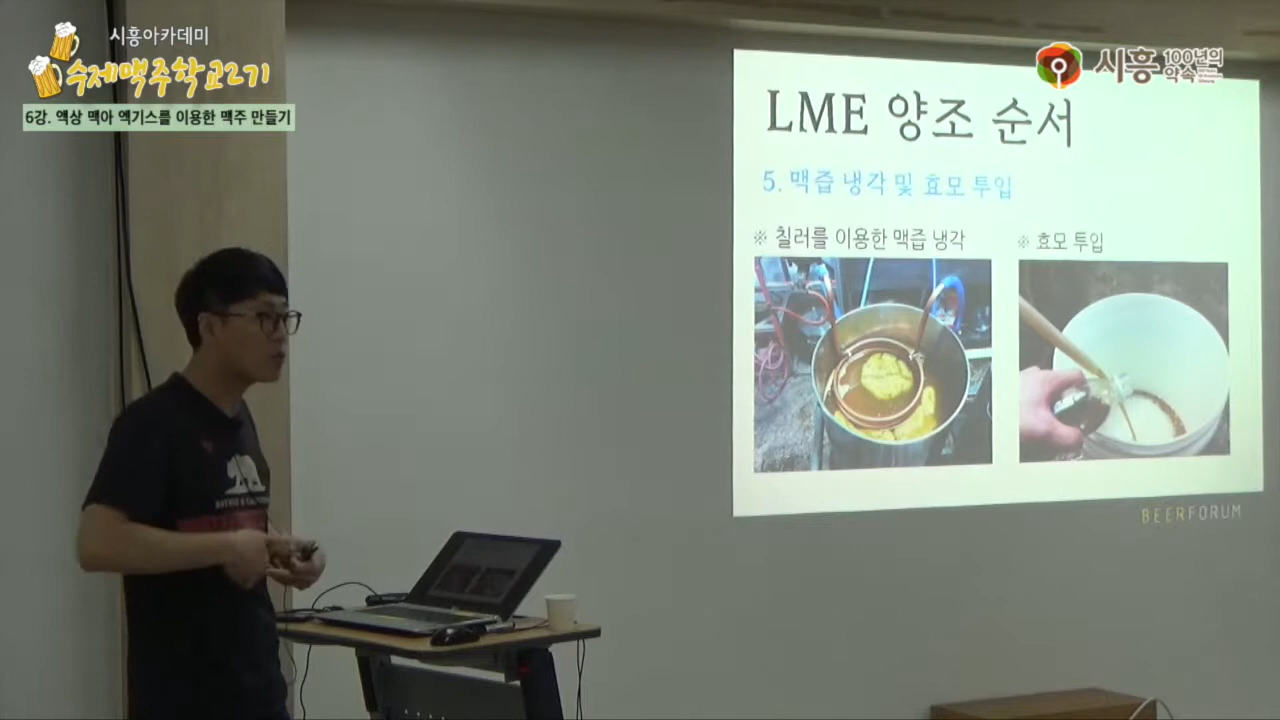 시흥아카데미
수제맥주학교2기
6강. 액상 맥아 엑기스를 이용한 맥주 만들기
시흥 100년의 약속
LME 양조 순서
5. 맥즙 냉각 및 효모 투입
※ 칠러를 이용한 맥즙 냉각
※ 효모 투입
BEERFORUM